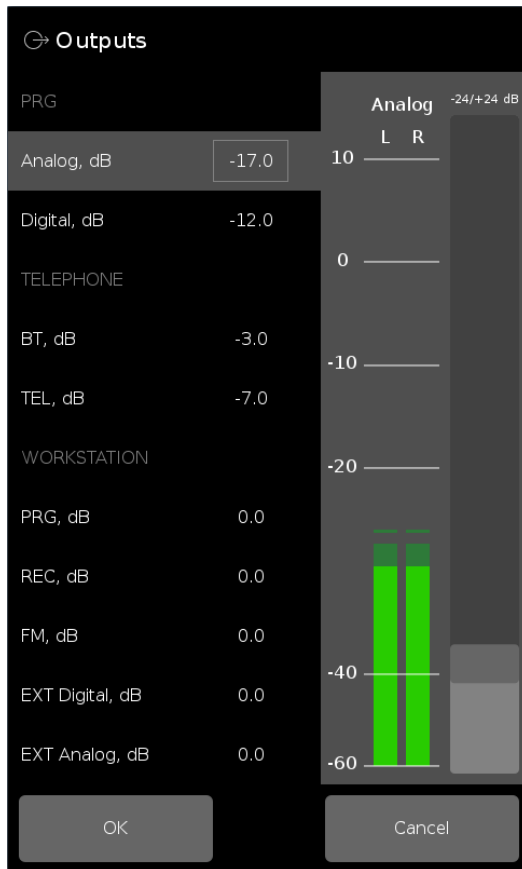 Outputs
PRG
Analog, dB -17.0
Digital, dB -12.0
TELEPHONE
BT, dB -3.0
TEL, dB -7.0
WORKSTATION
PRG, dB 0.0
REC, dB 0.0
FM, dB 0.0
EXT Digital, dB 0.0
EXT Analog, dB 0.0
Analog -24/+24 dB
L R
10
0
-10
-20
-40
-60
OK Cancel